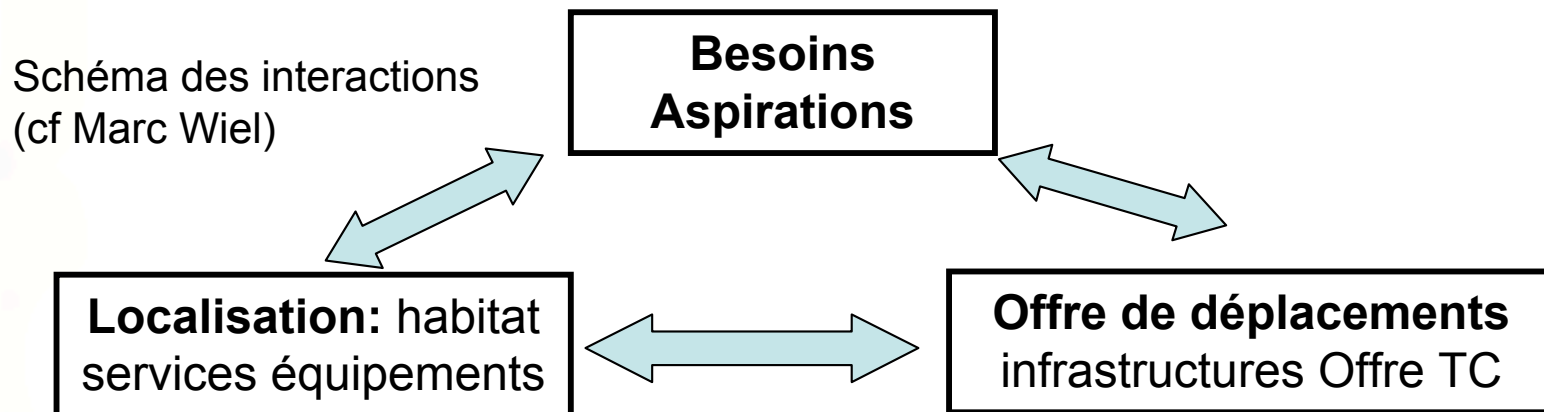 Schéma des interactions
(cf Marc Wiel)
Besoins
Aspirations
Localisation: habitat
services équipements
Offre de déplacements
infrastructures Offre TC